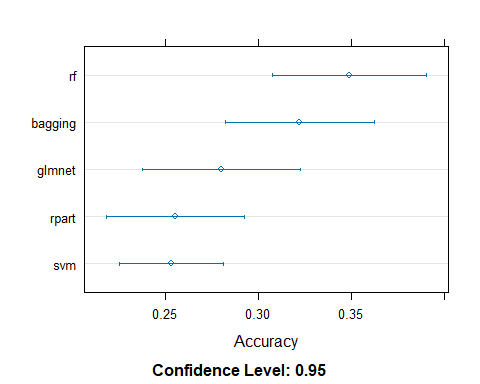 rf
bagging
glmnet
rpart
svm
0.25 0.30 0.35
Accuracy
Confidence Level: 0.95